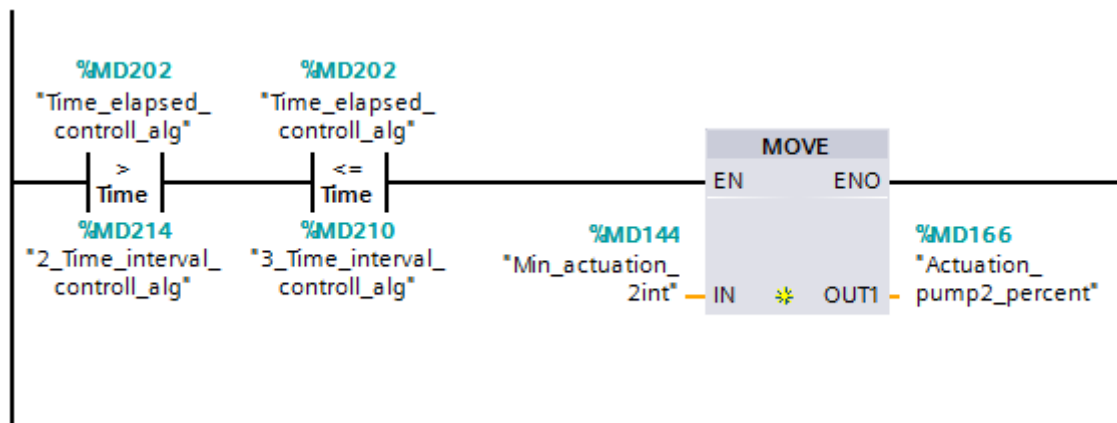 %MD202
"Time_elapsed_
controll_alg"
>
Time
%MD214
"2_Time_interval_
controll_alg"
%MD202
"Time_elapsed_
controll_alg"
<=
Time
%MD210
"3_Time_interval_
controll_alg"
MOVE
EN ENO
%MD144
"Min_actuation_
2int"
IN OUT1
%MD166
"Actuation_
pump2_percent"